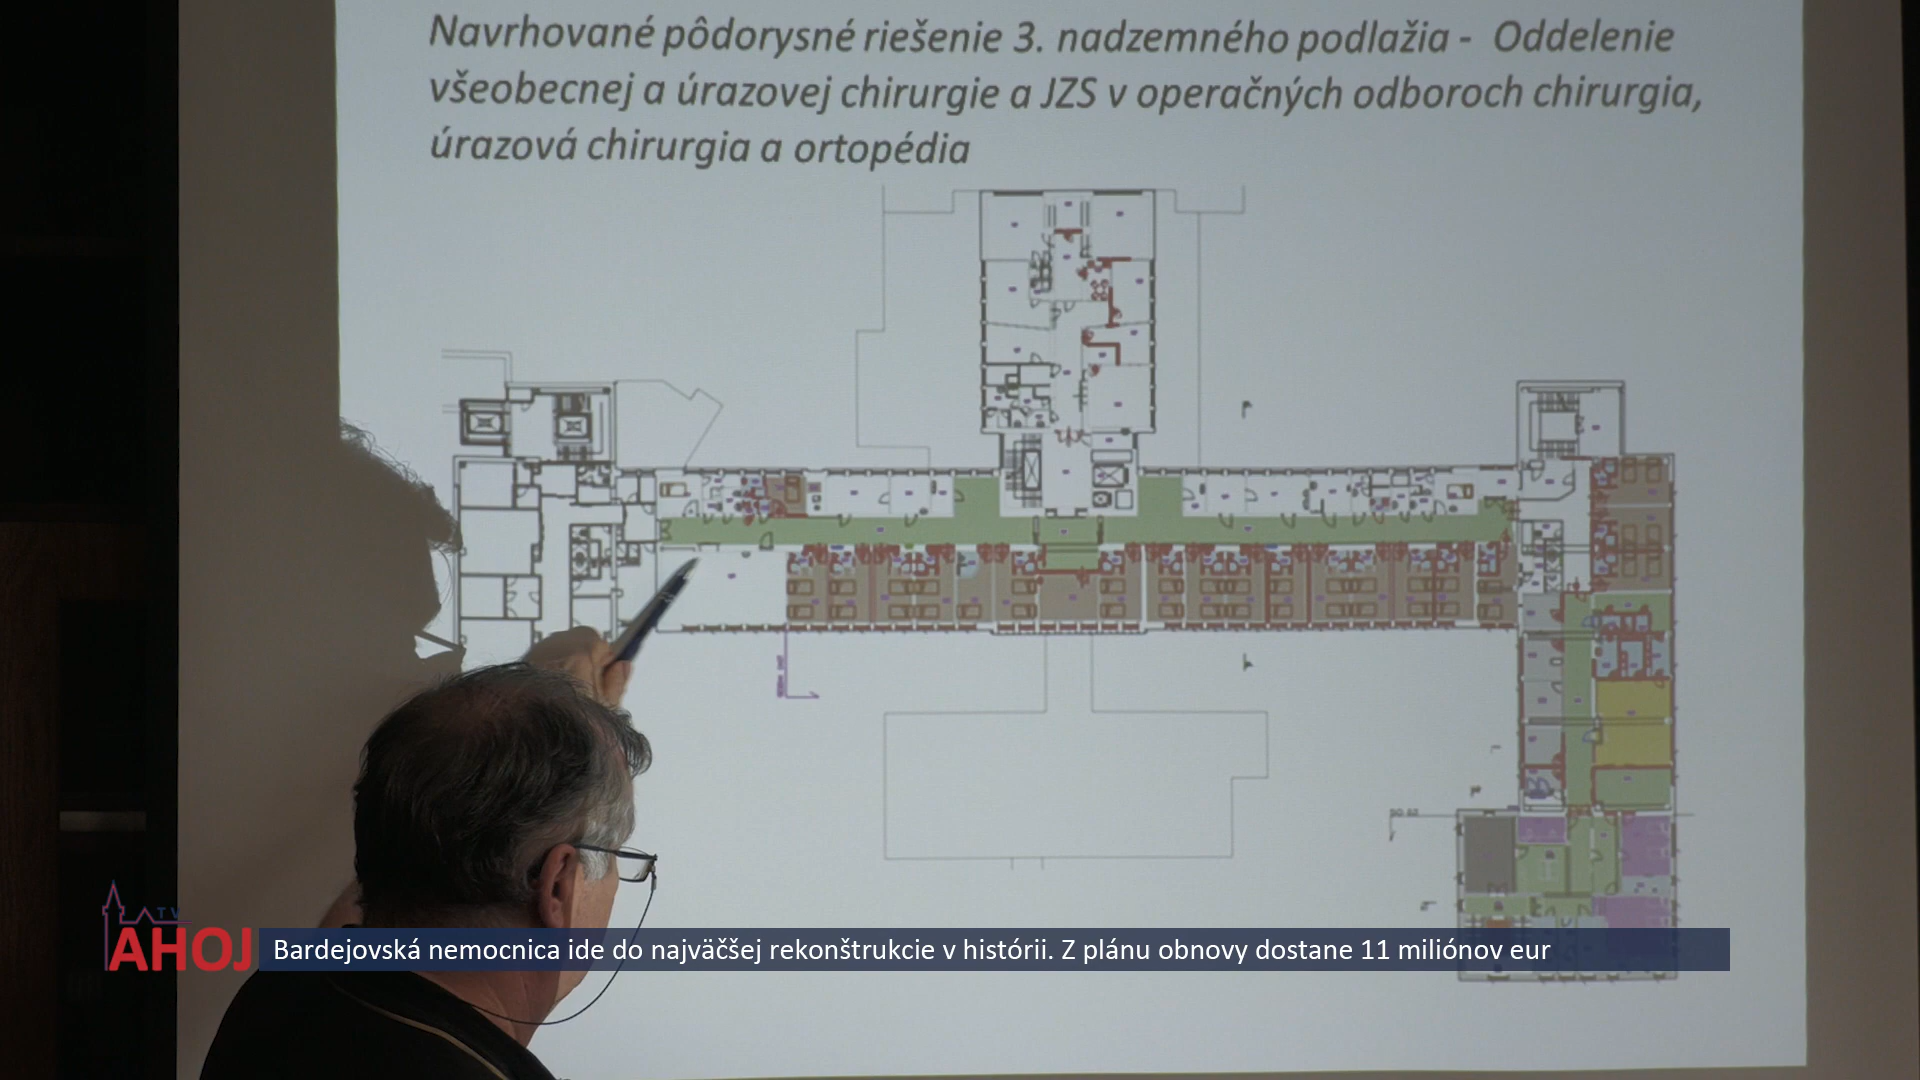 Navrhované pôdorysné riešenie 3. nadzemného podlažia - Oddelenie
všeobecnej a úrazovej chirurgie a JZS v operačných odboroch chirurgia,
úrazová chirurgia a ortopédia
TV
AHOJ
Bardejovská nemocnica ide do najväčšej rekonštrukcie v histórii. Z plánu obnovy dostane 11 miliónov eur